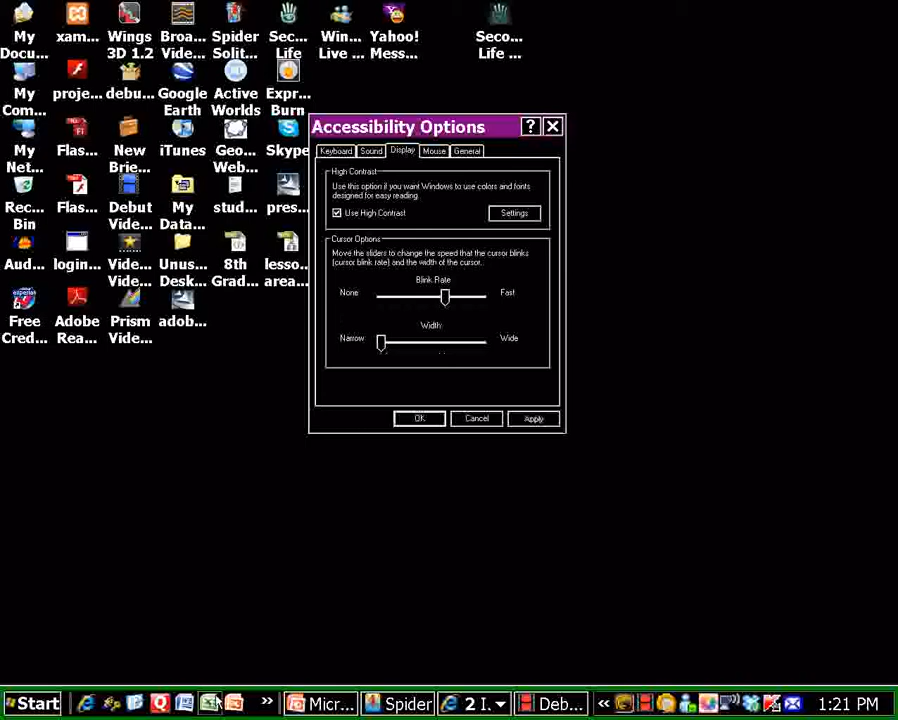 My Docu...
xam...
Wings 3D 1.2
Broa... Vide...
Spider Solit...
Sec... Life
Win... Live ...
Yahoo! Mess...
Seco... Life ...
My Com...
proje...
debu...
Google Earth
Active Worlds
Expr... Burn
My Net...
Flas...
New Brie...
iTunes
Geo... Web...
Skype
Rec... Bin
Flas...
Debut Vide...
My Data...
stud...
pres...
Aud...
login...
Vide... Vide...
Unus... Desk...
8th Grad...
lesso... area...
Free Cred...
Adobe Rea...
Prism Vide...
adob...
Accessibility Options
Keyboard Sound Display Mouse General
High Contrast
Use this option if you want Windows to use colors and fonts
designed for easy reading.
Use High Contrast
Settings
Cursor Options
Move the sliders to change the speed that the cursor blinks
(cursor blink rate) and the width of the cursor.
Blink Rate:
None Fast
Width:
Narrow: Wide
OK Cancel Apply
Start » Micr... Spider 2 I... Deb... « 1:21 PM